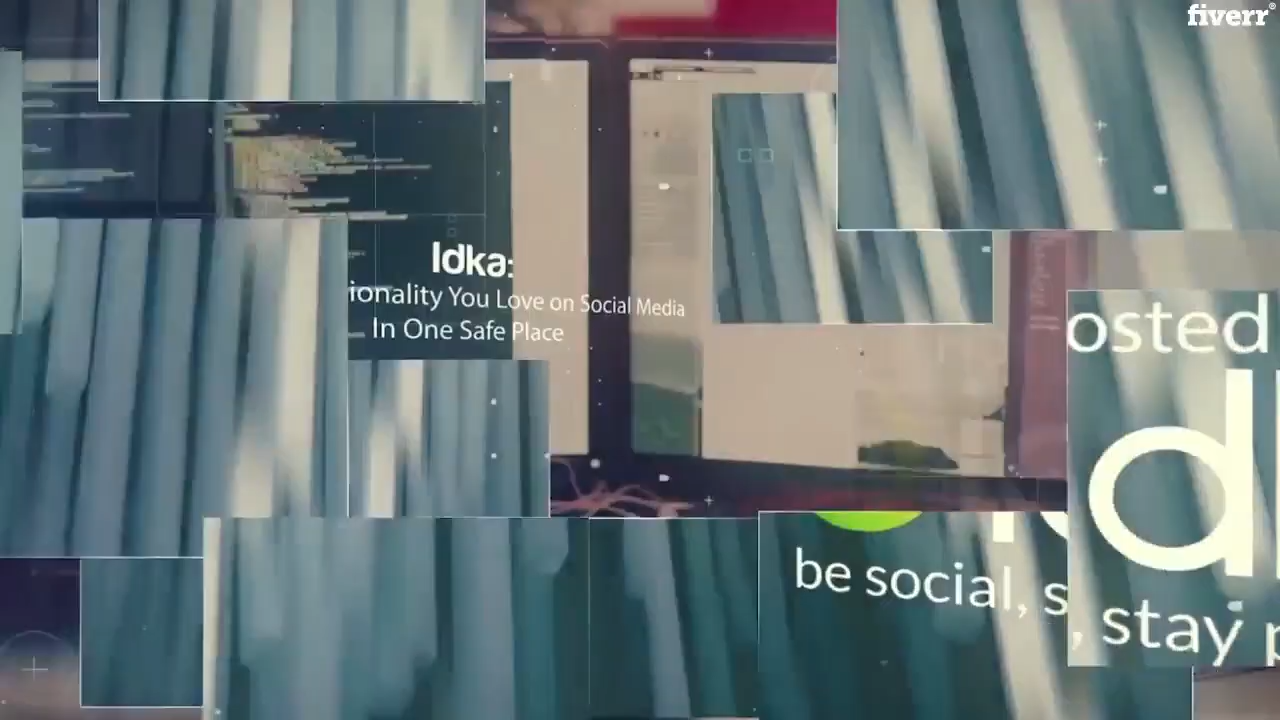 fiverr®
Idka:
ionality You Love on Social Media
In One Safe Place
osted
d
be social, s
, stay p